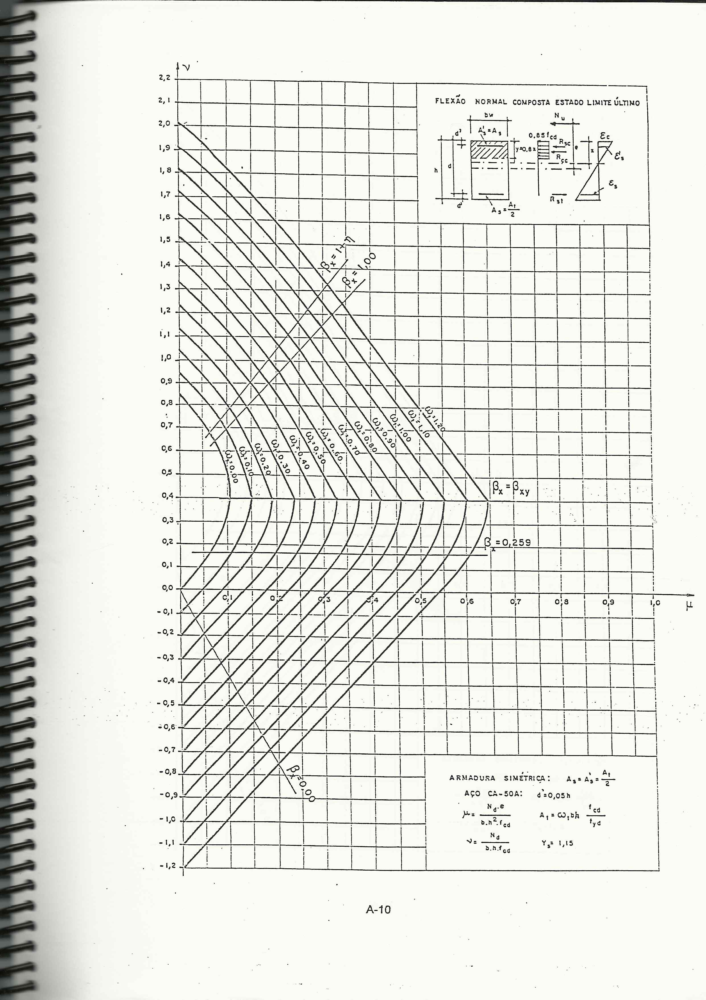 ν
2,2
2,1
2,0
1,9
1,8
1,7
1,6
1,5
1,4
1,3
1,2
1,1
1,0
0,9
0,8
0,7
0,6
0,5
0,4
0,3
0,2
0,1
0,0
-0,1
-0,2
-0,3
-0,4
-0,5
-0,6
-0,7
-0,8
-0,9
-1,0
-1,1
-1,2
FLEXÃO NORMAL COMPOSTA ESTADO LIMITE ÚLTIMO
bw
Nu
d'
A's=As
0,85fcd
Rsc
Rcc
εc
ε's
y=0,8x
e
x
h
d
εs
d'
Rst
As=At/2
βx=1+η
βx=1,00
ω1=0.00
ω1=0.10
ω1=0.20
ω1=0.30
ω1=0.40
ω1=0.50
ω1=0.60
ω1=0.70
ω1=0.80
ω1=0.90
ω1=1.00
ω1=1.10
ω1=1.20
βx=βxy
βx=0,259
0,1 0,2 0,3 0,4 0,5 0,6 0,7 0,8 0,9 1,0
μ
βx=0,00
ARMADURA SIMÉTRICA: As=A's=At/2
AÇO CA-50A: d'=0,05h
μ=Nd.e/b.h².fcd At=ω1bh fcd/fyd
ν=Nd/b.h.fcd γs=1,15
A-10